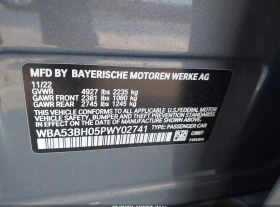 MFD BY BAYERISCHE MOTOREN WERKE AG
11/22
GVWR 4927 LBS 2235 KG
GAWR FRONT 2381 LBS 1080 KG
GAWR REAR 2745 LBS 1245 KG
THIS VEHICLE CONFORMS TO ALL APPLICABLE
FEDERAL MOTOR VEHICLE SAFETY, BUMPER
AND THEFT PREVENTION STANDARDS IN EFFECT
ON THE DATE OF MANUFACTURE SHOWN ABOVE
WBA53BH05PWY02741 TYPE: PASSENGER CAR